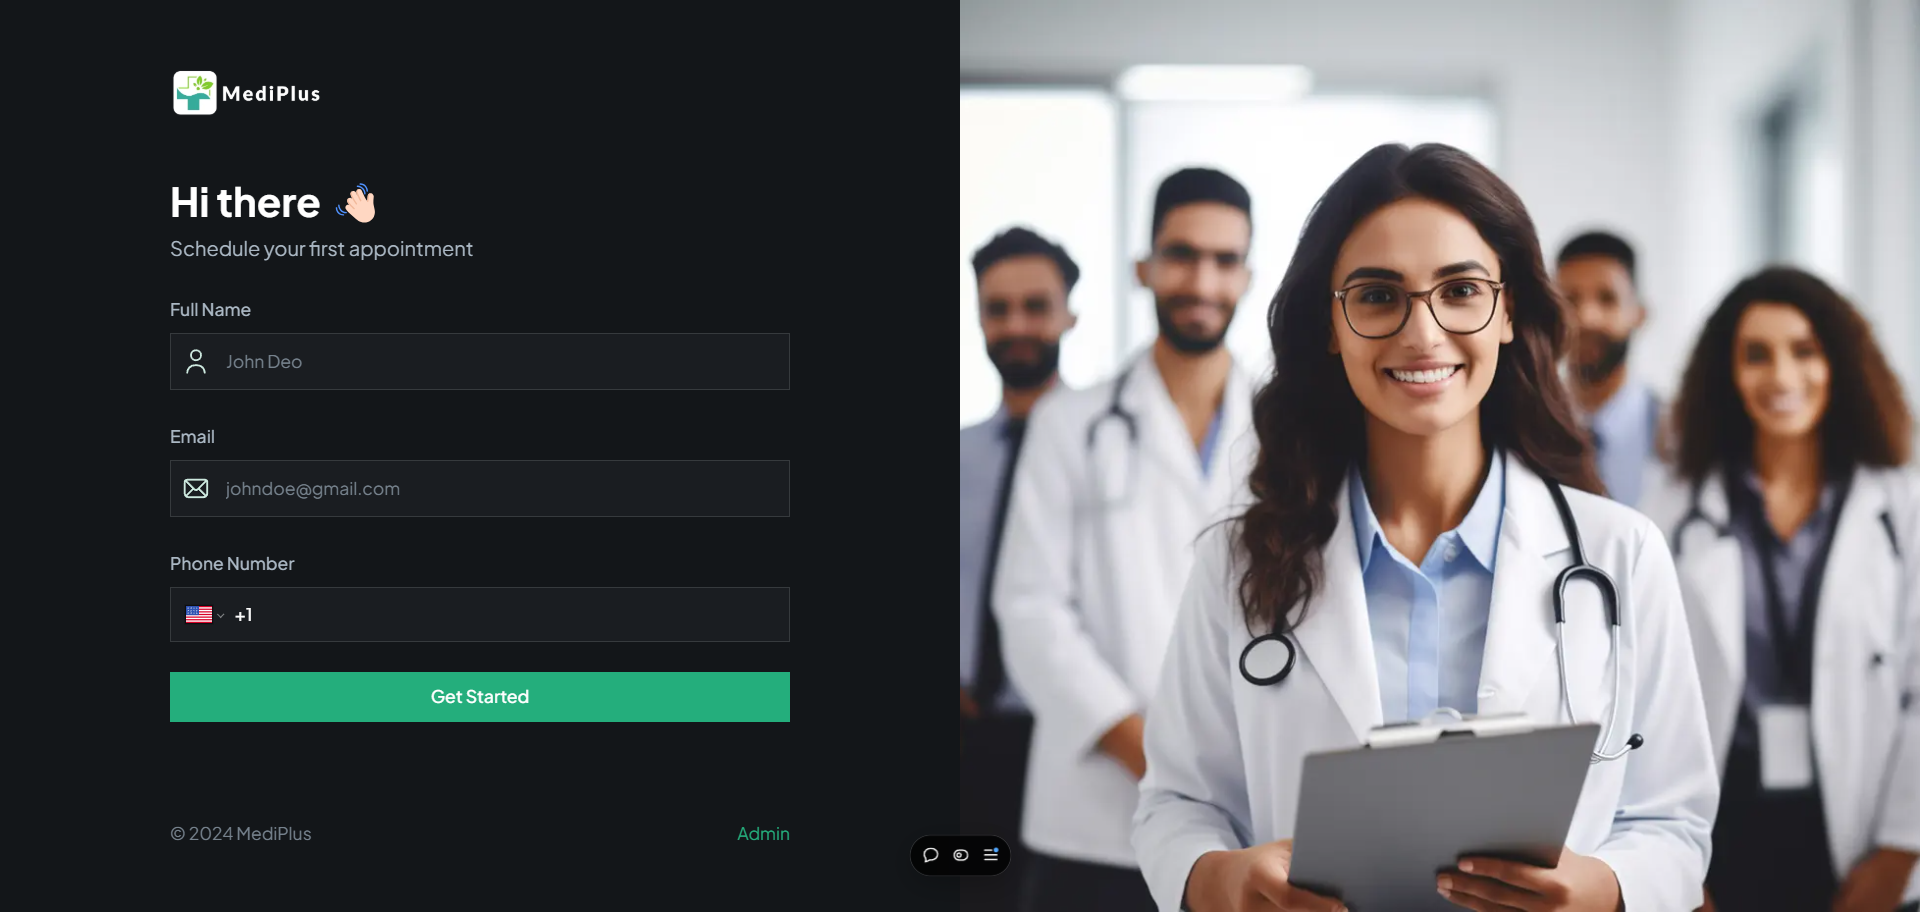 MediPlus
Hi there
Schedule your first appointment
Full Name
John Deo
Email
johndoe@gmail.com
Phone Number
+1
Get Started
© 2024 MediPlus
Admin